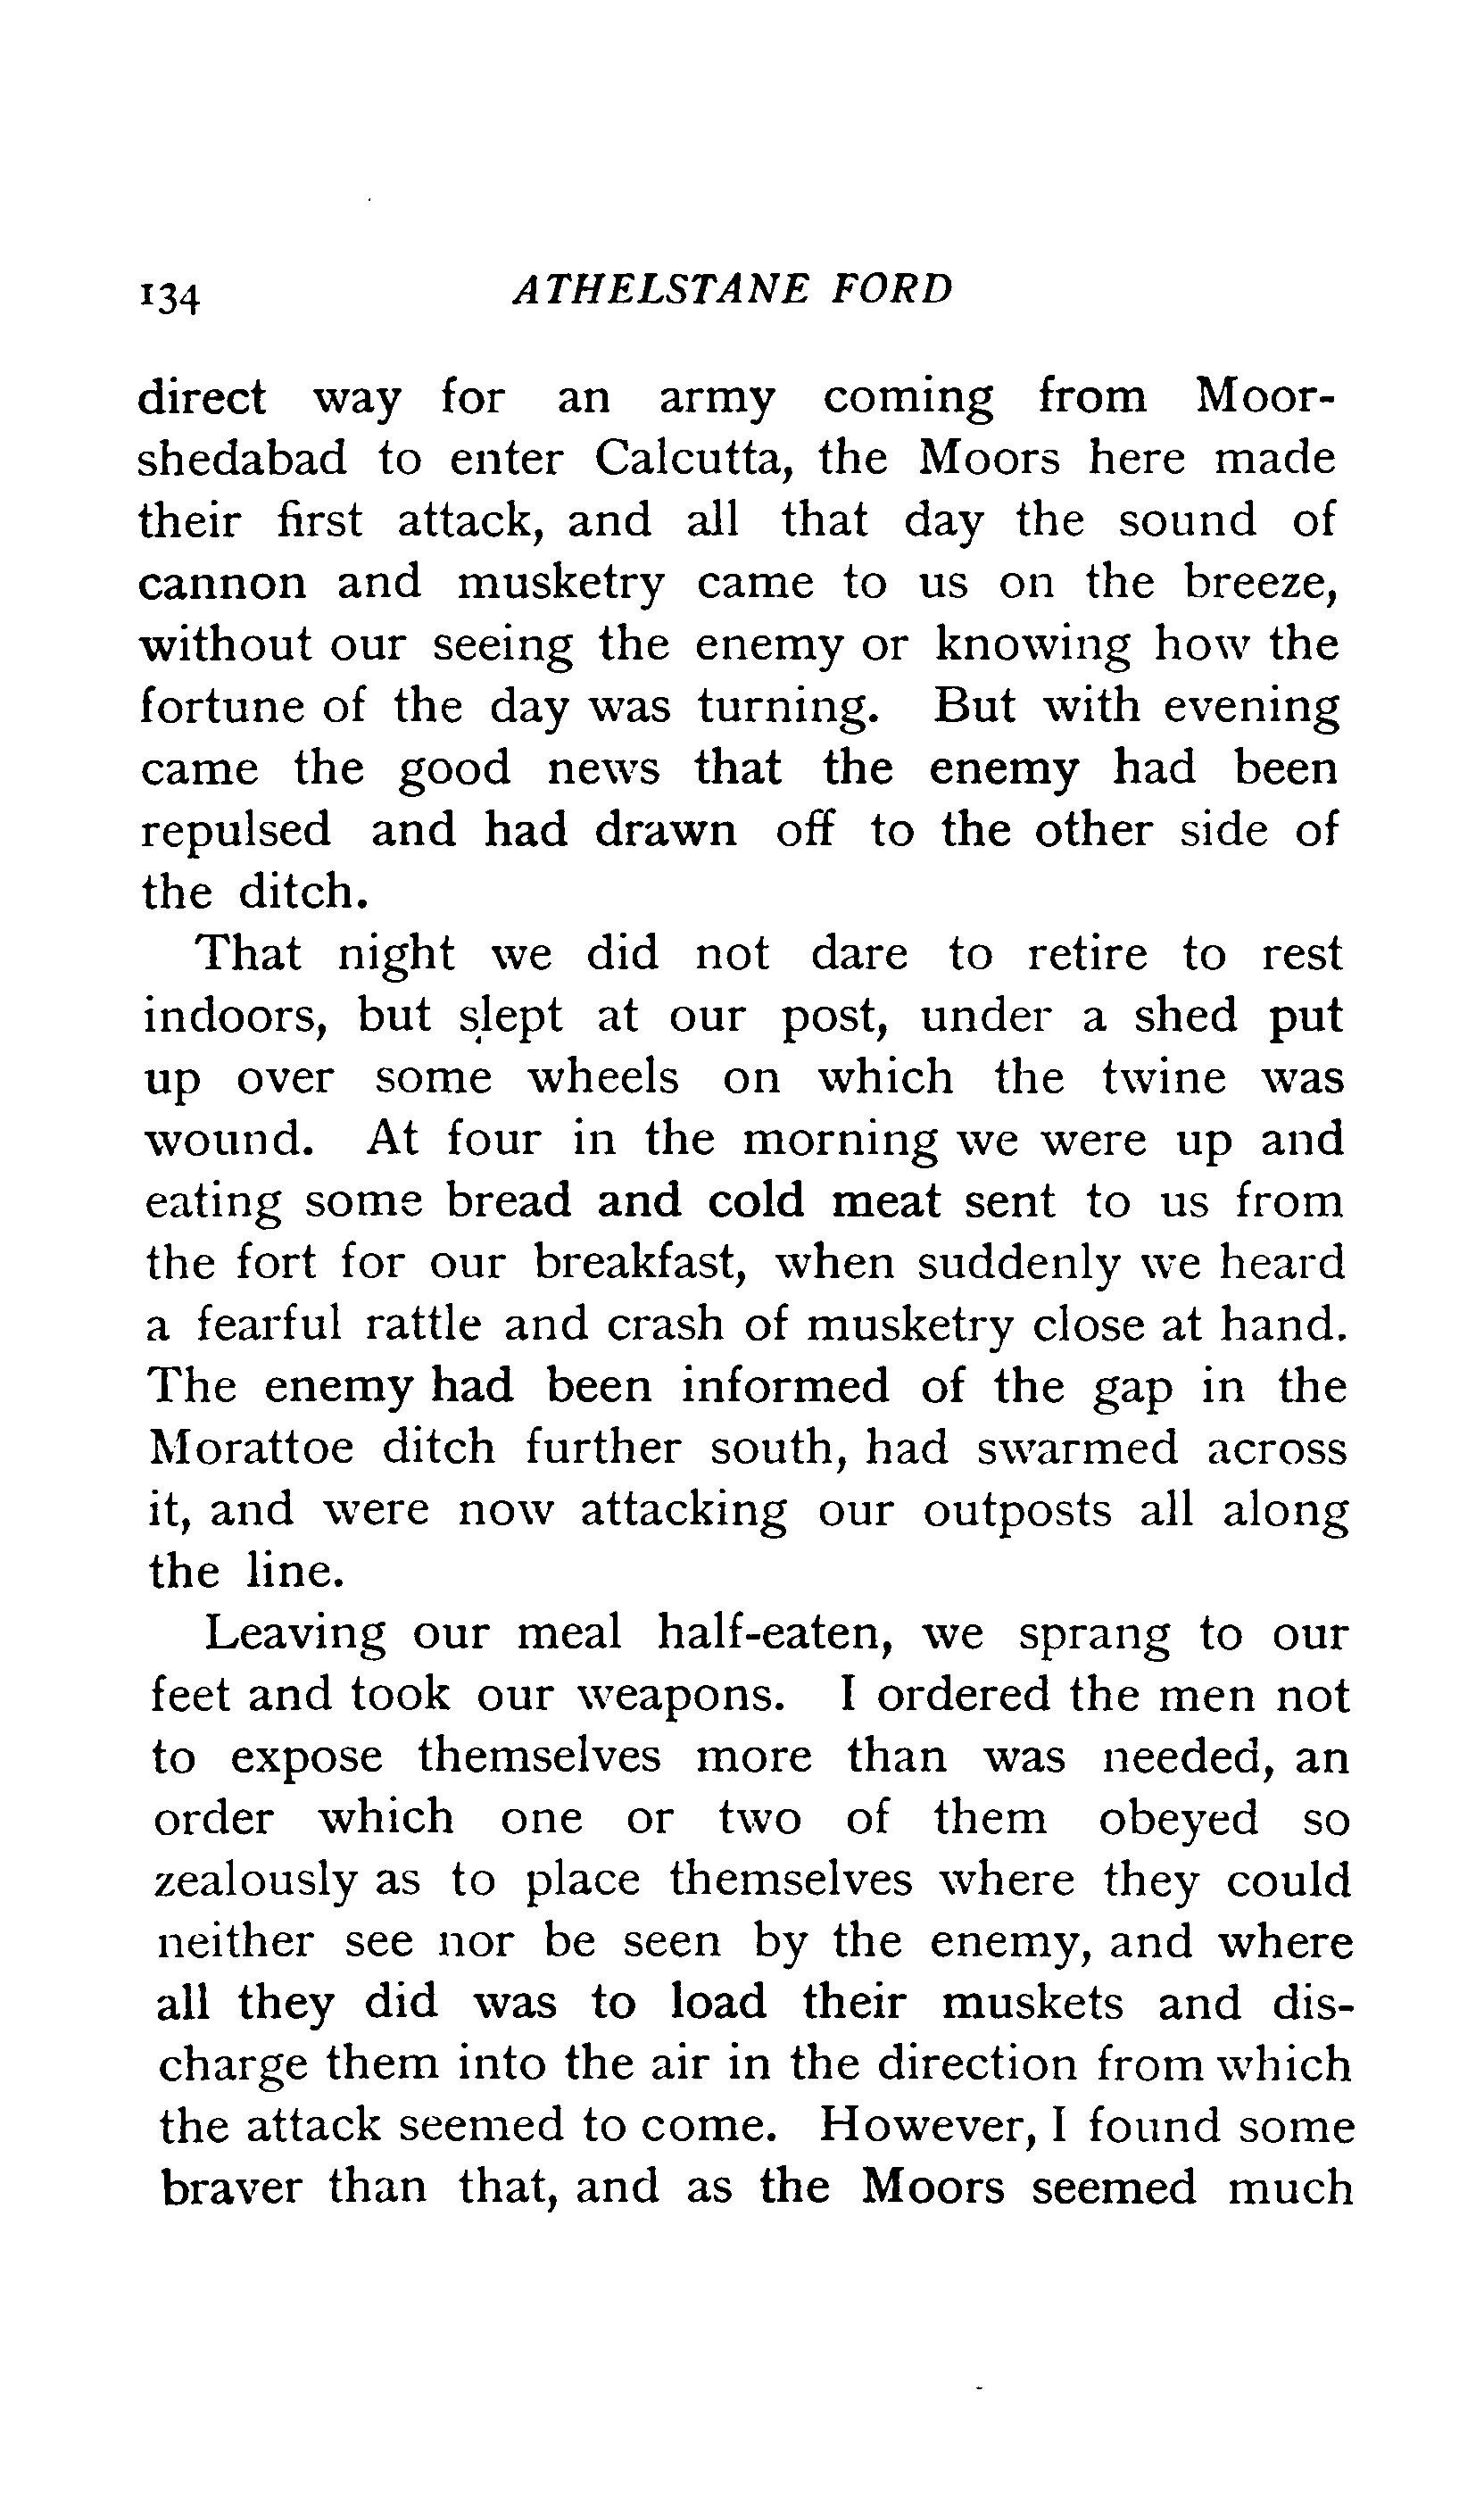 134 ATHELSTANE FORD
direct way for an army coming from Moor-
shedabad to enter Calcutta, the Moors here made
their first attack, and all that day the sound of
cannon and musketry came to us on the breeze,
without our seeing the enemy or knowing how the
fortune of the day was turning. But with evening
came the good news that the enemy had been
repulsed and had drawn off to the other side of
the ditch.
That night we did not dare to retire to rest
indoors, but slept at our post, under a shed put
up over some wheels on which the twine was
wound. At four in the morning we were up and
eating some bread and cold meat sent to us from
the fort for our breakfast, when suddenly we heard
a fearful rattle and crash of musketry close at hand.
The enemy had been informed of the gap in the
Morattoe ditch further south, had swarmed across
it, and were now attacking our outposts all along
the line.
Leaving our meal half-eaten, we sprang to our
feet and took our weapons. I ordered the men not
to expose themselves more than was needed, an
order which one or two of them obeyed so
zealously as to place themselves where they could
neither see nor be seen by the enemy, and where
all they did was to load their muskets and dis-
charge them into the air in the direction from which
the attack seemed to come. However, I found some
braver than that, and as the Moors seemed much